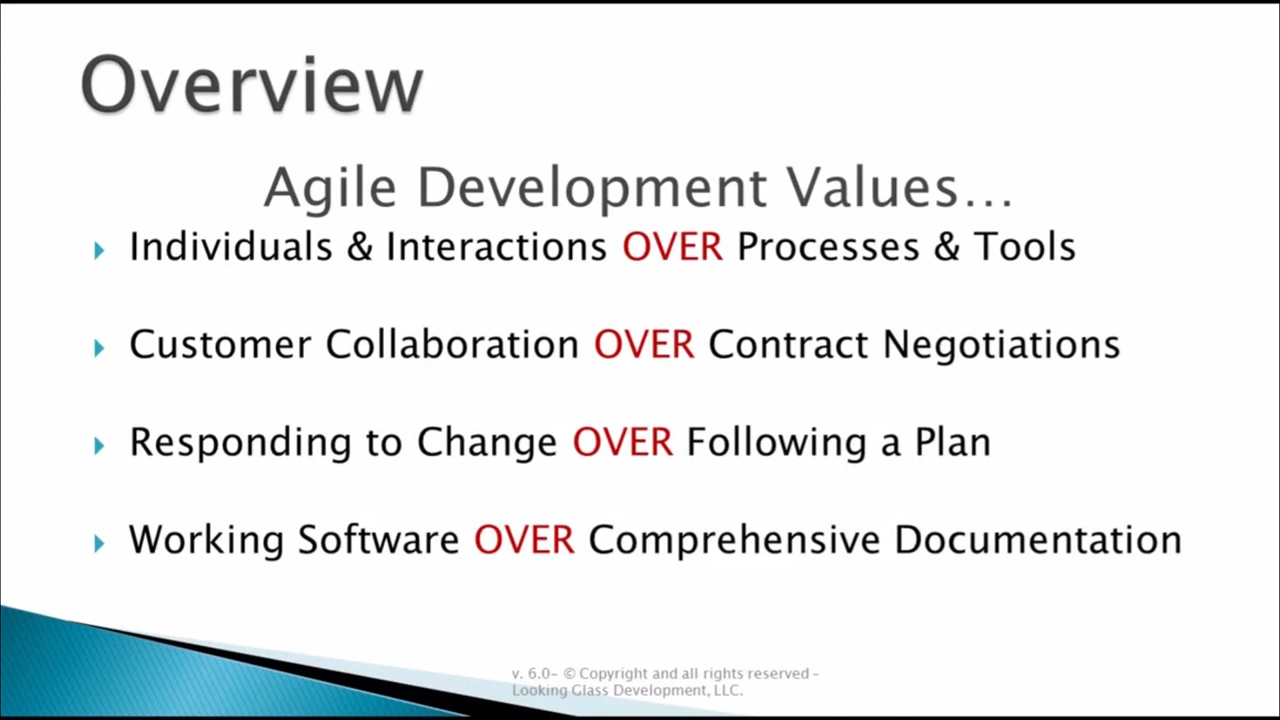 Overview
Agile Development Values...
Individuals & Interactions OVER Processes & Tools
Customer Collaboration OVER Contract Negotiations
Responding to Change OVER Following a Plan
Working Software OVER Comprehensive Documentation
v. 6.0- © Copyright and all rights reserved -
Looking Glass Development, LLC.